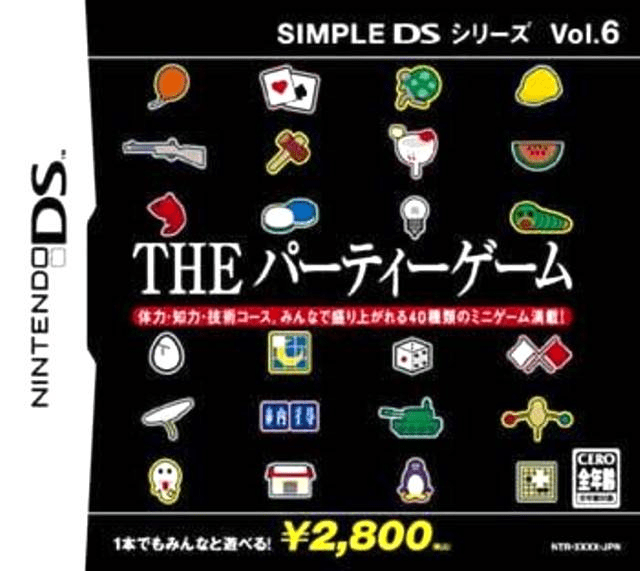 SIMPLE DS シリーズ Vol.6
NINTENDO DS™
THE パーティーゲーム
体力・知力・技術コース。みんなで盛り上がれる40種類のミニゲーム満載！
納得
CERO
全年齢
1本でもみんなと遊べる！ ¥2,800
NTR-XXXX-JPN